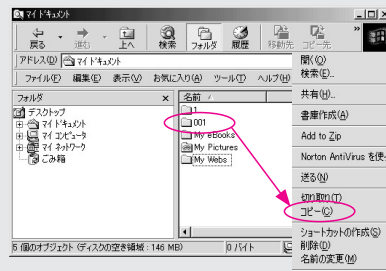 マイ ドキュメント
戻る 進む 上へ 検索 フォルダ 履歴 移動先 コピー先 »
アドレス(D) マイ ドキュメント
ファイル(F) 編集(E) 表示(V) お気に入り(A) ツール(T) ヘルプ(H)
フォルダ ×
デスクトップ
マイ ドキュメント
マイ コンピュータ
マイ ネットワーク
ごみ箱
名前
1
001
My eBooks
My Pictures
My Webs
開く(O)
検索(E)...
共有(H)...
書庫作成(A)
Add to Zip
Norton AntiVirus を使
送る(N)
切り取り(T)
コピー(C)
ショートカットの作成(S)
削除(D)
名前の変更(M)
5 個のオブジェクト (ディスクの空き領域 : 146 MB) 0 バイト